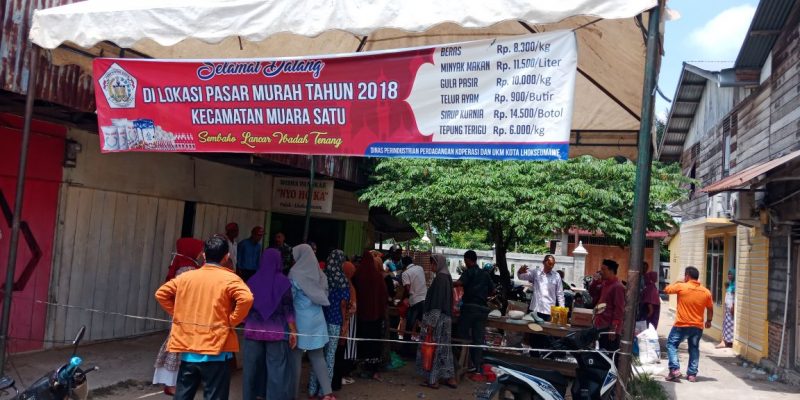 Selamat Datang
DI LOKASI PASAR MURAH TAHUN 2018
KECAMATAN MUARA SATU
Sembako Lancar Ibadah Tenang
BERAS Rp. 8.300/kg
MINYAK MAKAN Rp. 11.500/Liter
GULA PASIR Rp. 10.000/kg
TELUR AYAM Rp. 900/Butir
SIRUP KURNIA Rp. 14.500/Botol
TEPUNG TERIGU Rp. 6.000/kg
DINAS PERINDUSTRIAN PERDAGANGAN KOPERASI DAN UKM KOTA LHOKSEUMAWE
"NYO HO KA"